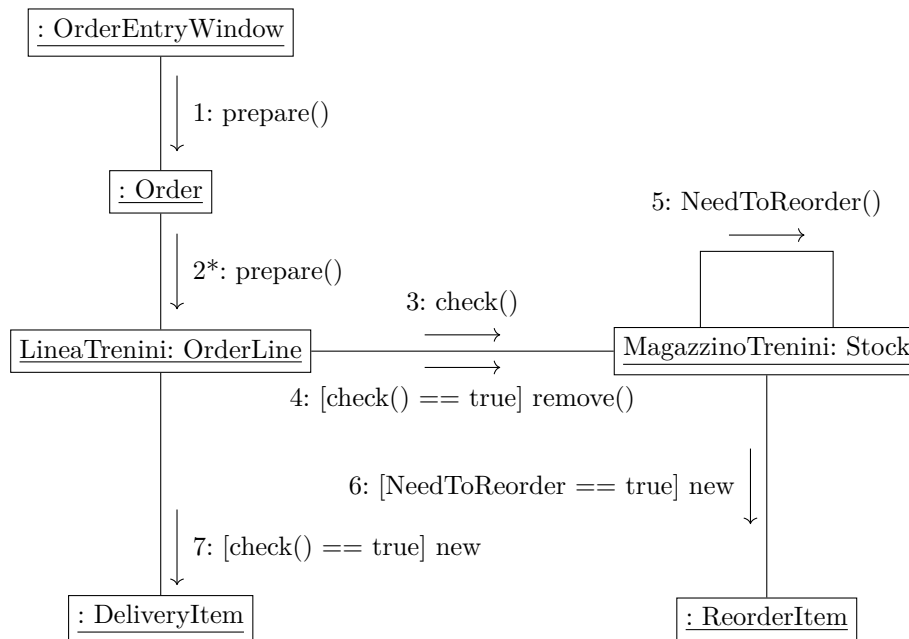 : OrderEntryWindow
1: prepare()
: Order
5: NeedToReorder()
2*: prepare()
3: check()
LineaTrenini: OrderLine
MagazzinoTrenini: Stock
4: [check() == true] remove()
6: [NeedToReorder == true] new
7: [check() == true] new
: DeliveryItem
: ReorderItem